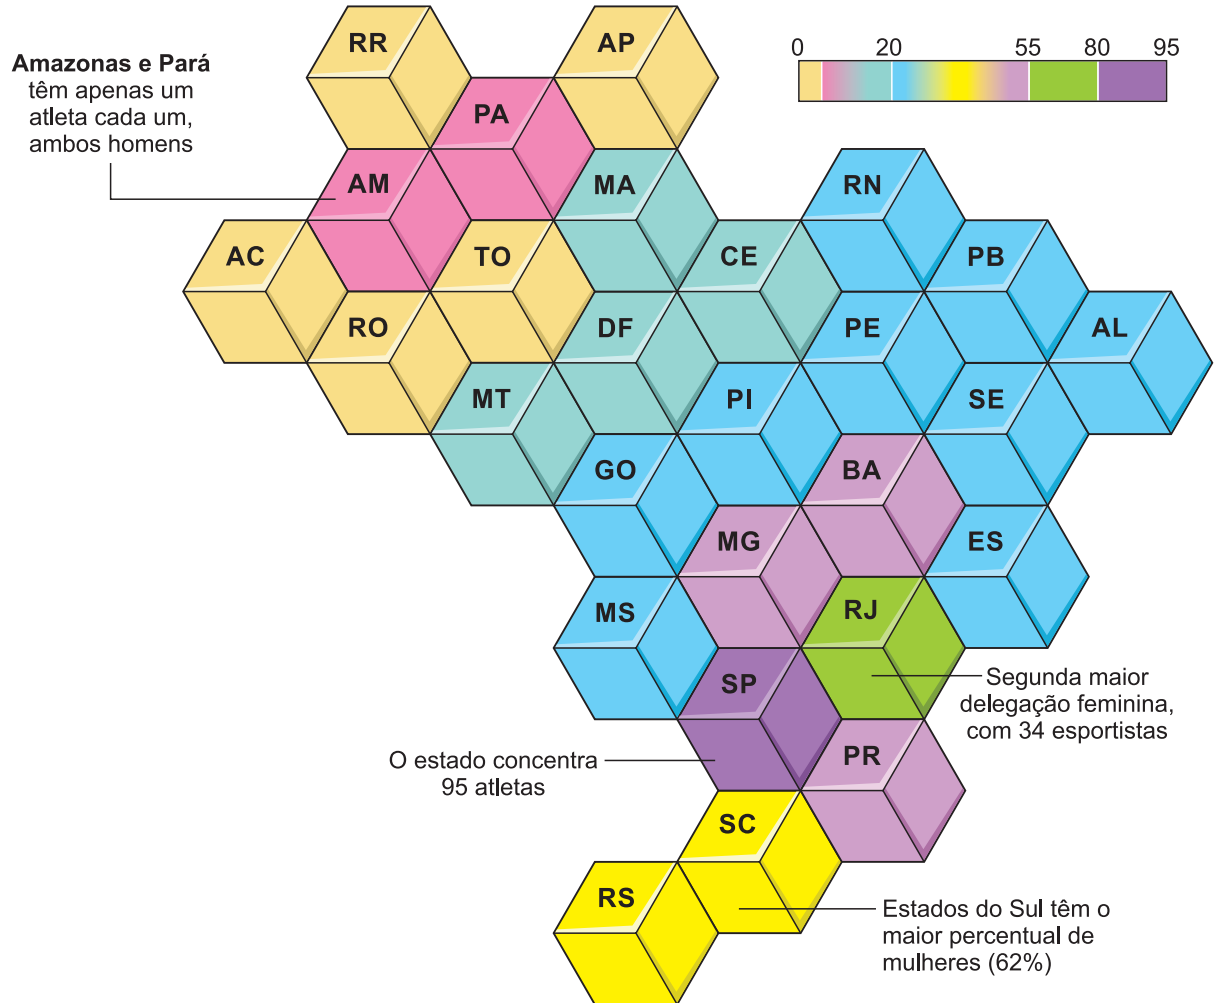 Amazonas e Pará
têm apenas um
atleta cada um,
ambos homens
0 20 55 80 95
RR
AP
PA
AM
MA
RN
AC
TO
CE
PB
RO
DF
PE
AL
MT
PI
SE
GO
BA
MG
ES
MS
RJ
SP
Segunda maior
delegação feminina,
com 34 esportistas
O estado concentra
95 atletas
PR
SC
RS
Estados do Sul têm o
maior percentual de
mulheres (62%)